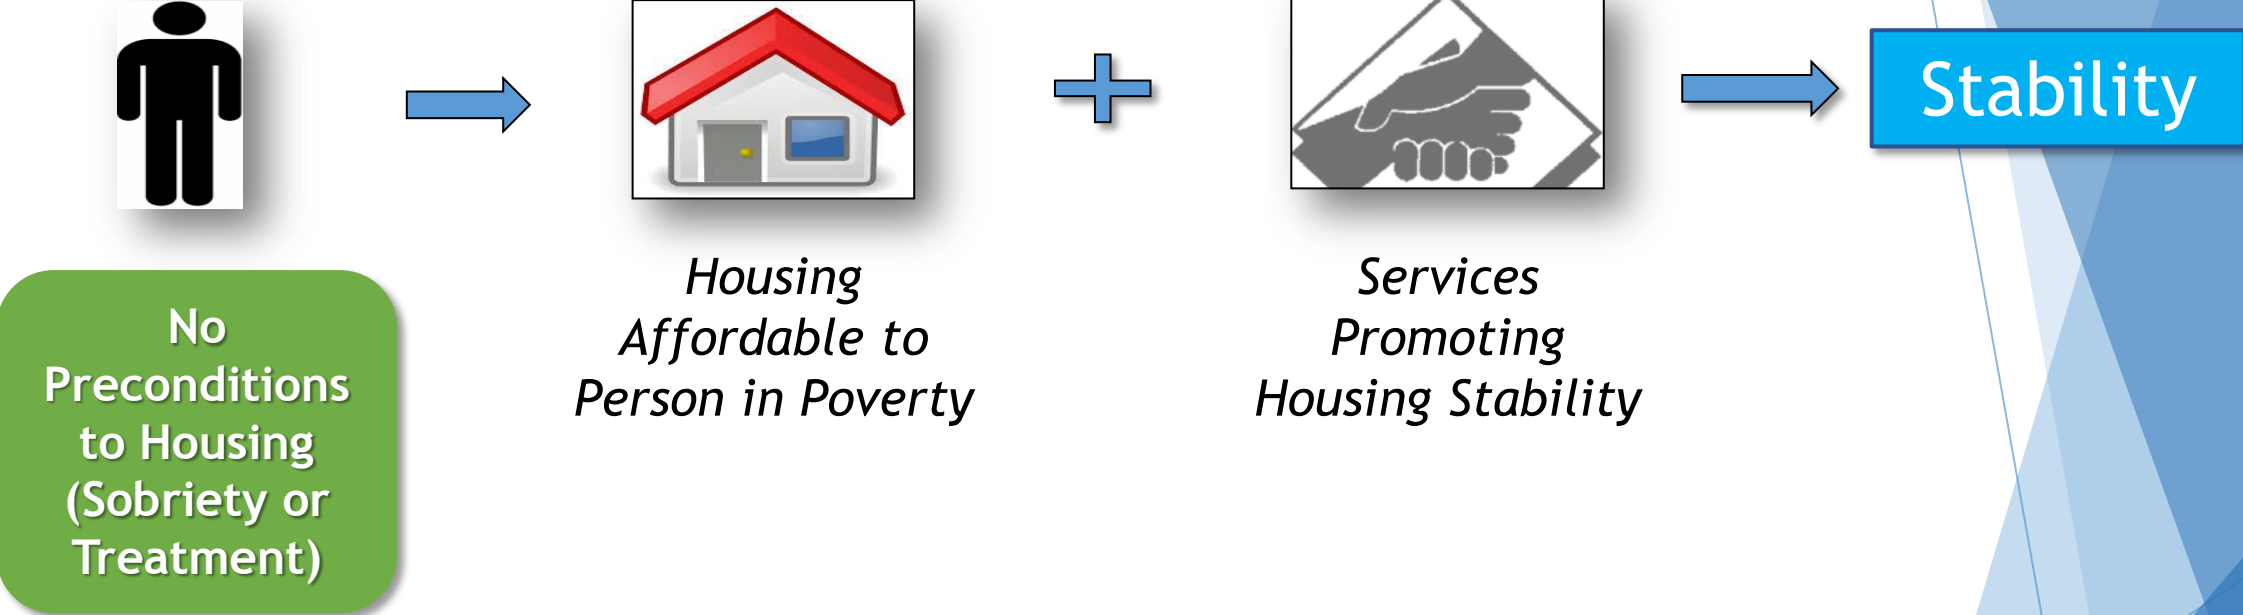 Stability
Housing
Affordable to
Person in Poverty
Services
Promoting
Housing Stability
No
Preconditions
to Housing
(Sobriety or
Treatment)